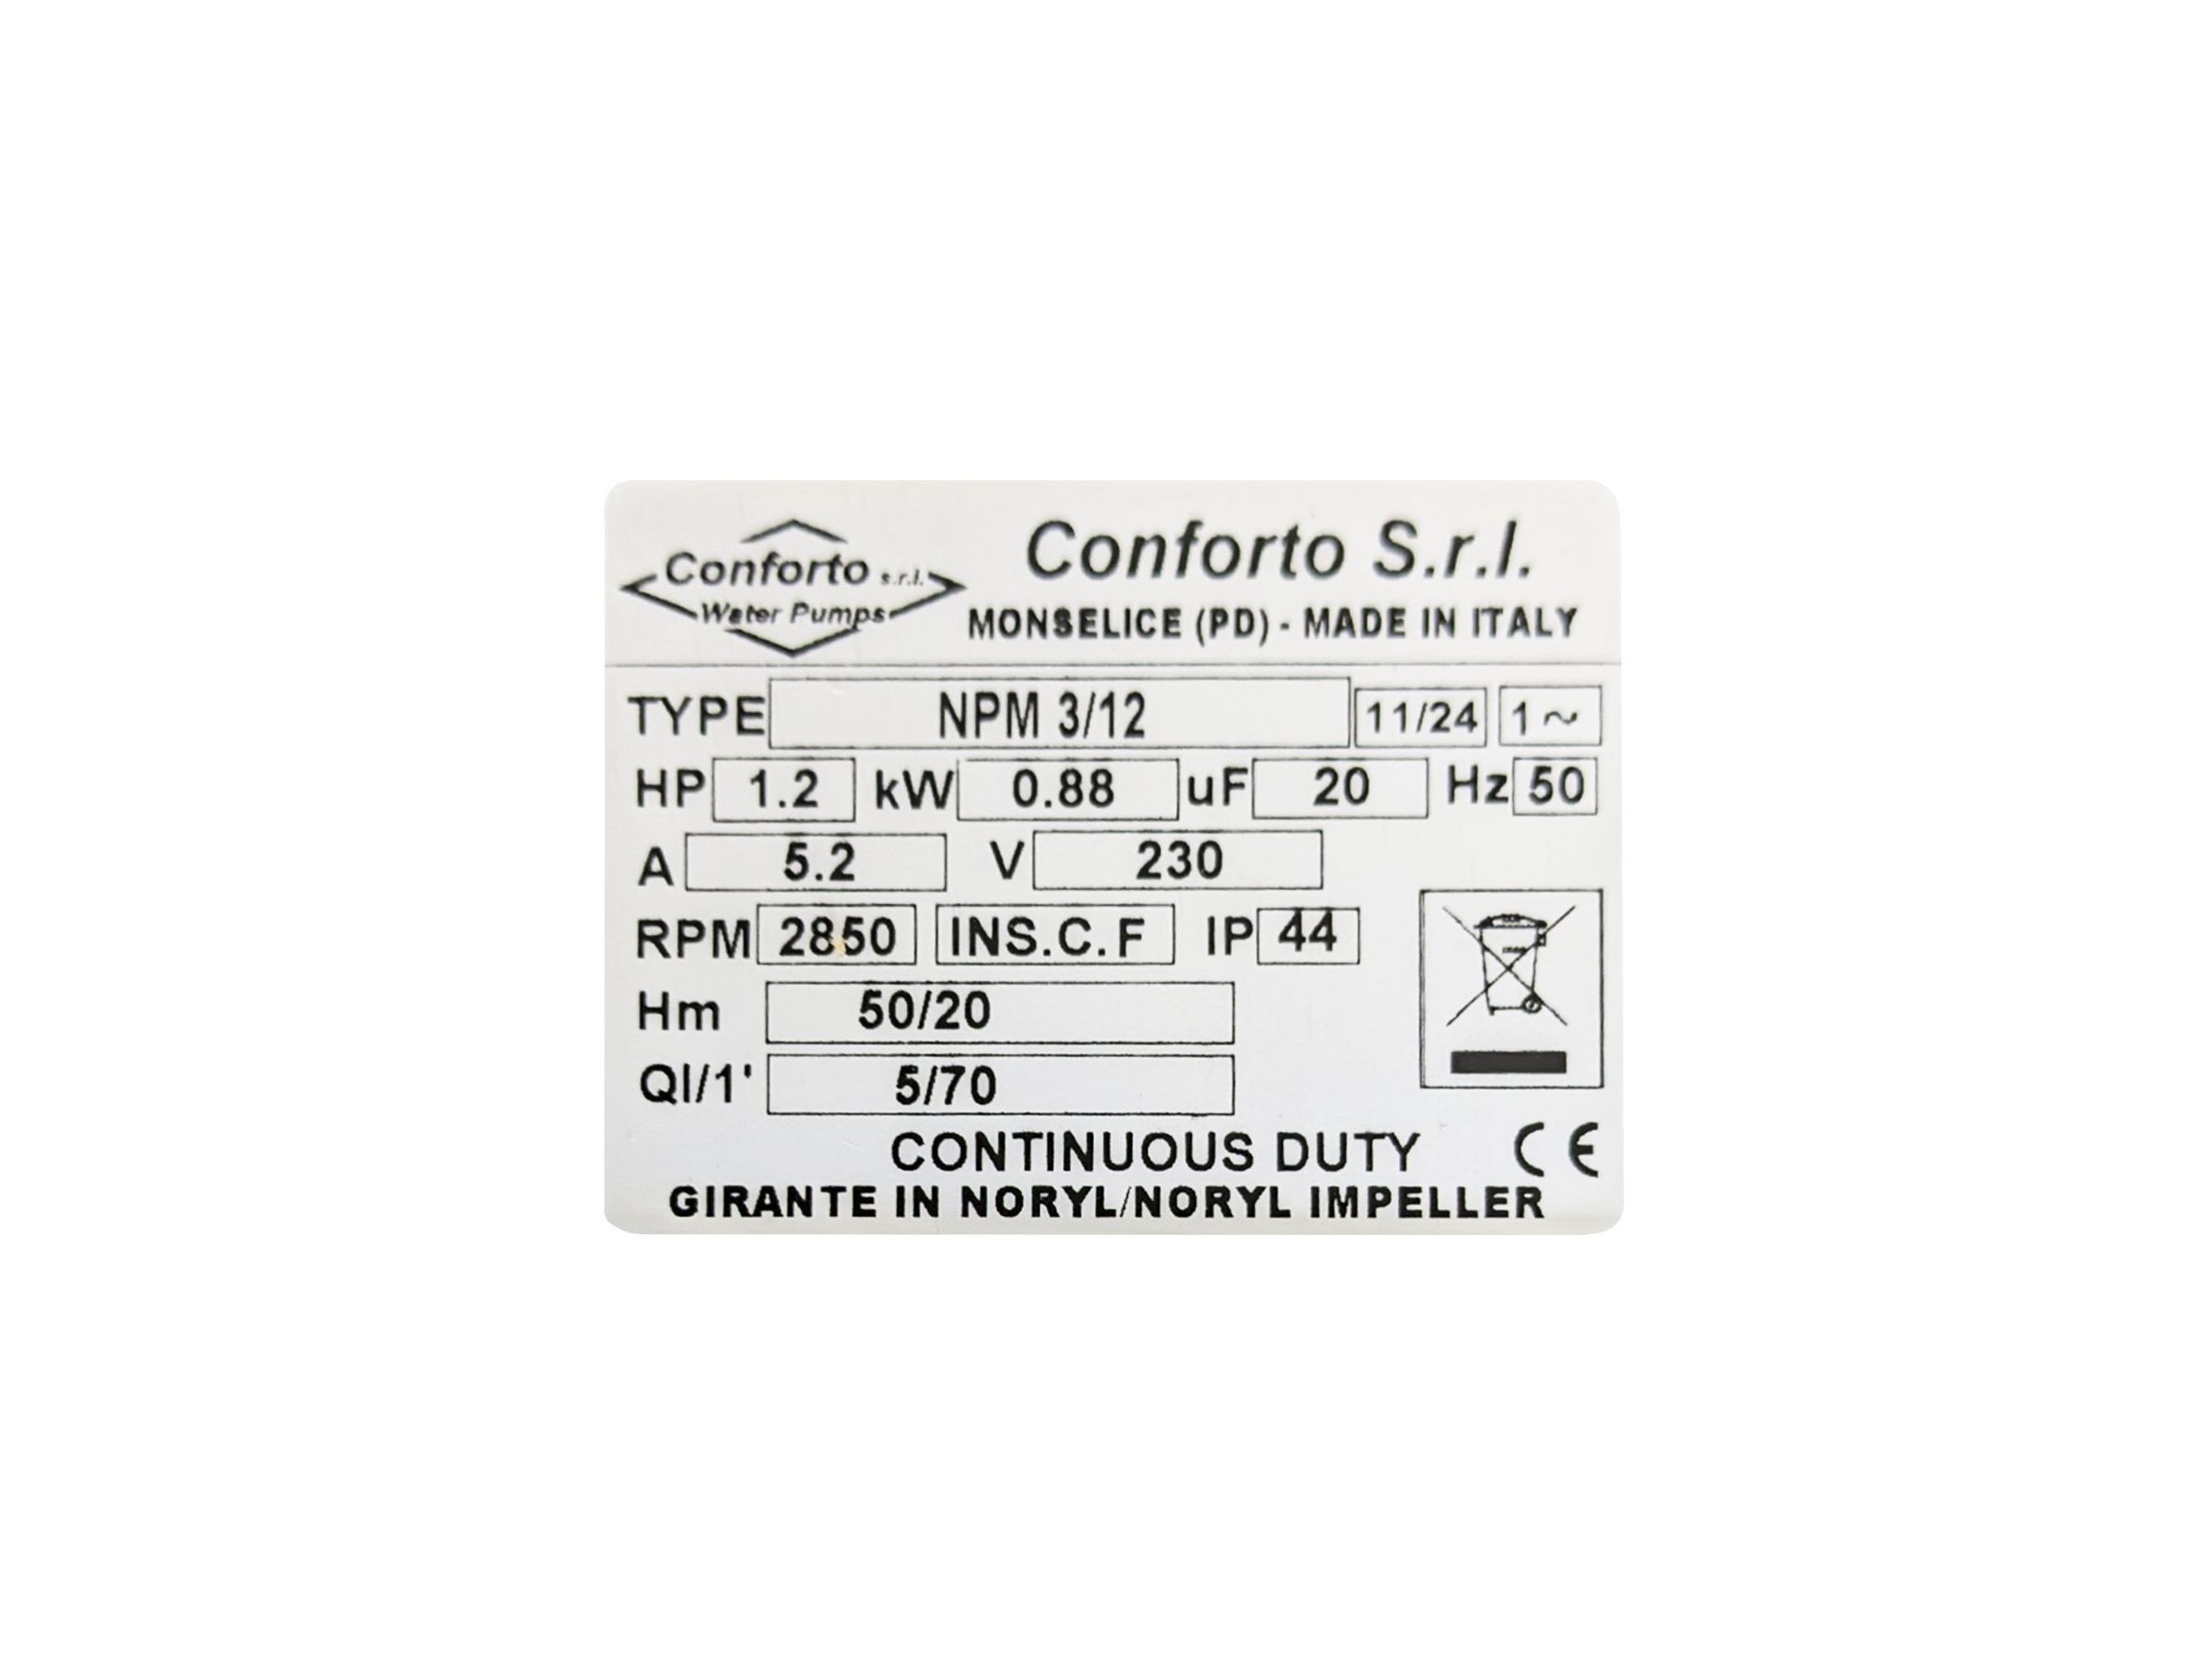 Conforto s.r.l.
Water Pumps
Conforto S.r.l.
MONSELICE (PD) - MADE IN ITALY
TYPE NPM 3/12 11/24 1~
HP 1.2 kW 0.88 uF 20 Hz 50
A 5.2 V 230
RPM 2850 INS.C.F IP 44
Hm 50/20
Ql/1' 5/70
CONTINUOUS DUTY CE
GIRANTE IN NORYL/NORYL IMPELLER